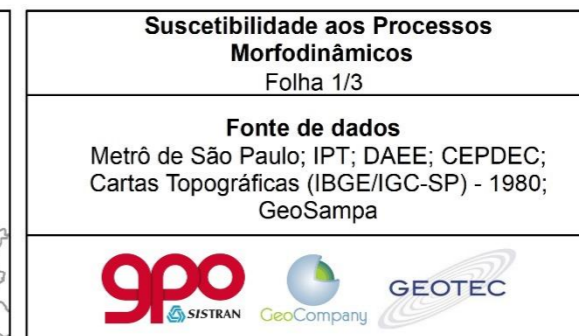 Suscetibilidade aos Processos
Morfodinâmicos
Folha 1/3
Fonte de dados
Metrô de São Paulo; IPT; DAEE; CEPDEC;
Cartas Topográficas (IBGE/IGC-SP) - 1980;
GeoSampa
gpo
SISTRAN
GeoCompany
GEOTEC